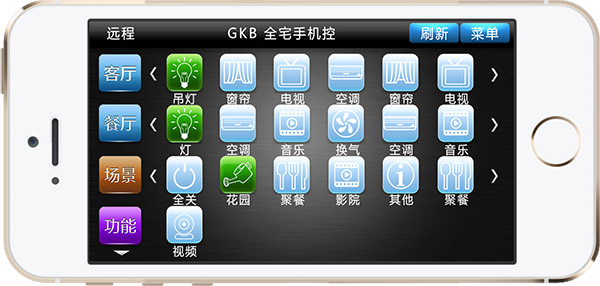 远程 GKB 全宅手机控 刷新 菜单
客厅 吊灯 窗帘 电视 空调 窗帘 电视
餐厅 灯 空调 音乐 换气 空调 音乐
场景 全关 花园 聚餐 影院 其他 聚餐
功能 视频